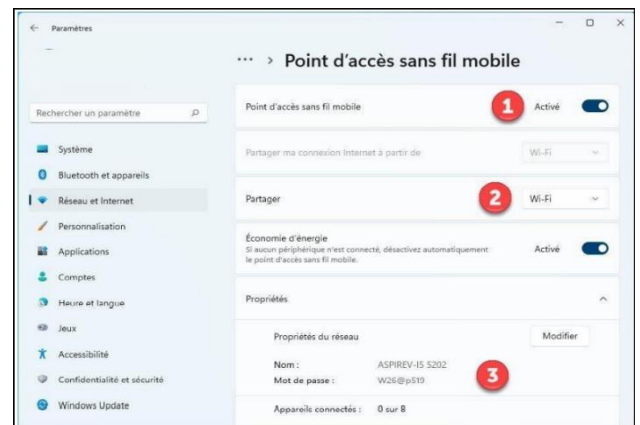 Paramètres
··· > Point d'accès sans fil mobile
Rechercher un paramètre
Point d'accès sans fil mobile 1 Activé
Système
Partager ma connexion Internet à partir de Wi-Fi
Bluetooth et appareils
Réseau et Internet
Partager 2 Wi-Fi
Personnalisation
Applications
Économie d'énergie
Si aucun périphérique n'est connecté, désactivez automatiquement
le point d'accès sans fil mobile.
Activé
Comptes
Heure et langue
Propriétés
Jeux
Propriétés du réseau Modifier
Accessibilité
Nom : ASPIREV-I5 5202
Confidentialité et sécurité
Mot de passe : W26@p519
3
Windows Update
Appareils connectés : 0 sur 8